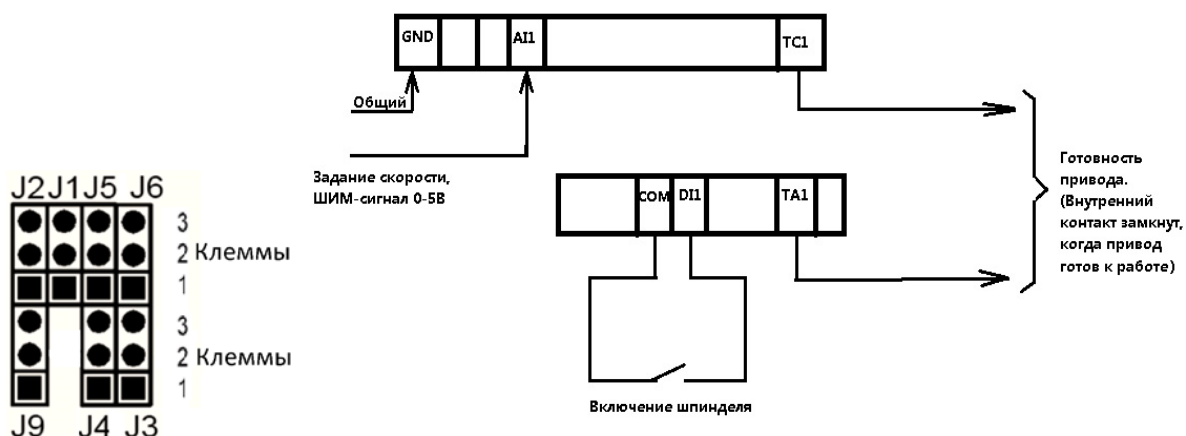 GND
AI1
TC1
Общий
Задание скорости,
ШИМ-сигнал 0-5В
COM
DI1
TA1
Включение шпинделя
Готовность
привода.
(Внутренний
контакт замкнут,
когда привод
готов к работе)
J2 J1 J5 J6
3
2 Клеммы
1
3
2 Клеммы
1
J9 J4 J3